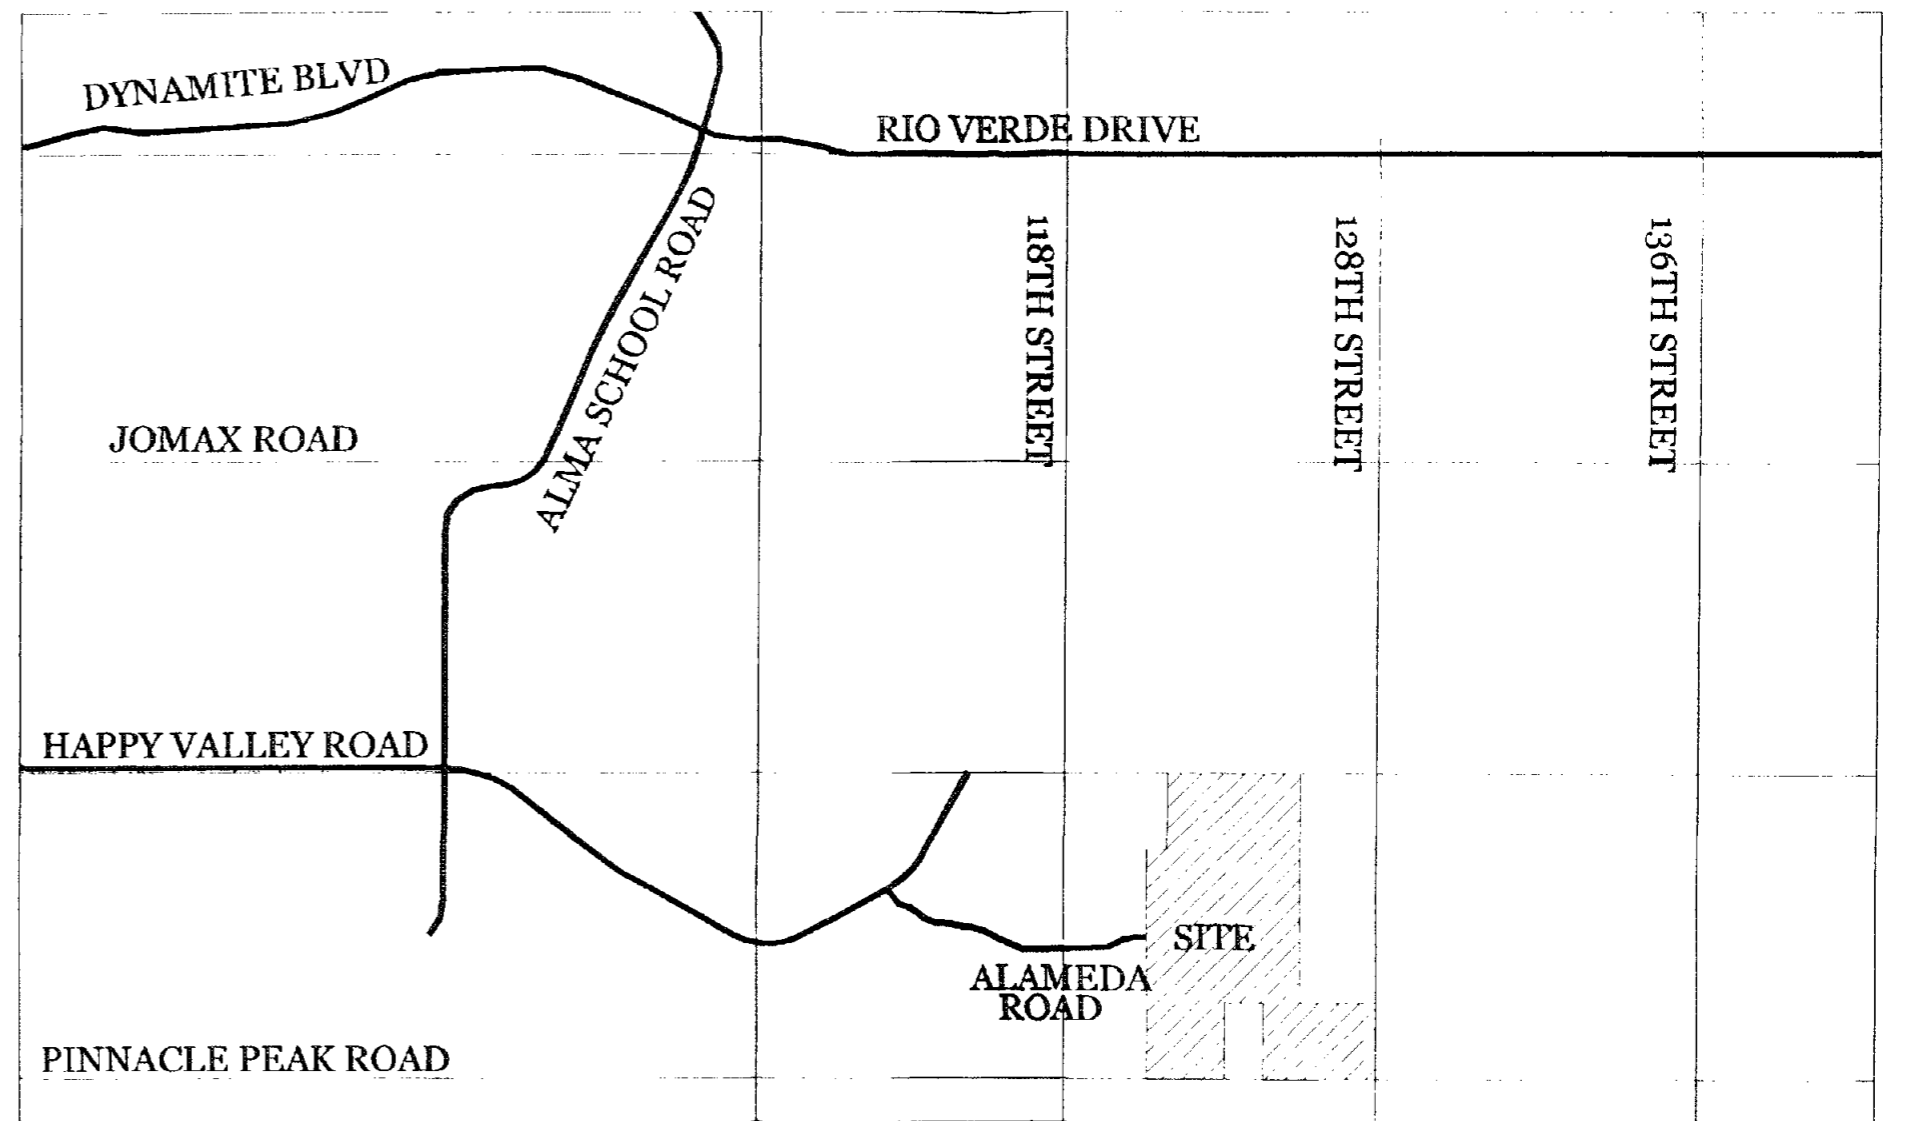 DYNAMITE BLVD
RIO VERDE DRIVE
ALMA SCHOOL ROAD
118TH STREET
128TH STREET
136TH STREET
JOMAX ROAD
HAPPY VALLEY ROAD
SITE
ALAMEDA
ROAD
PINNACLE PEAK ROAD